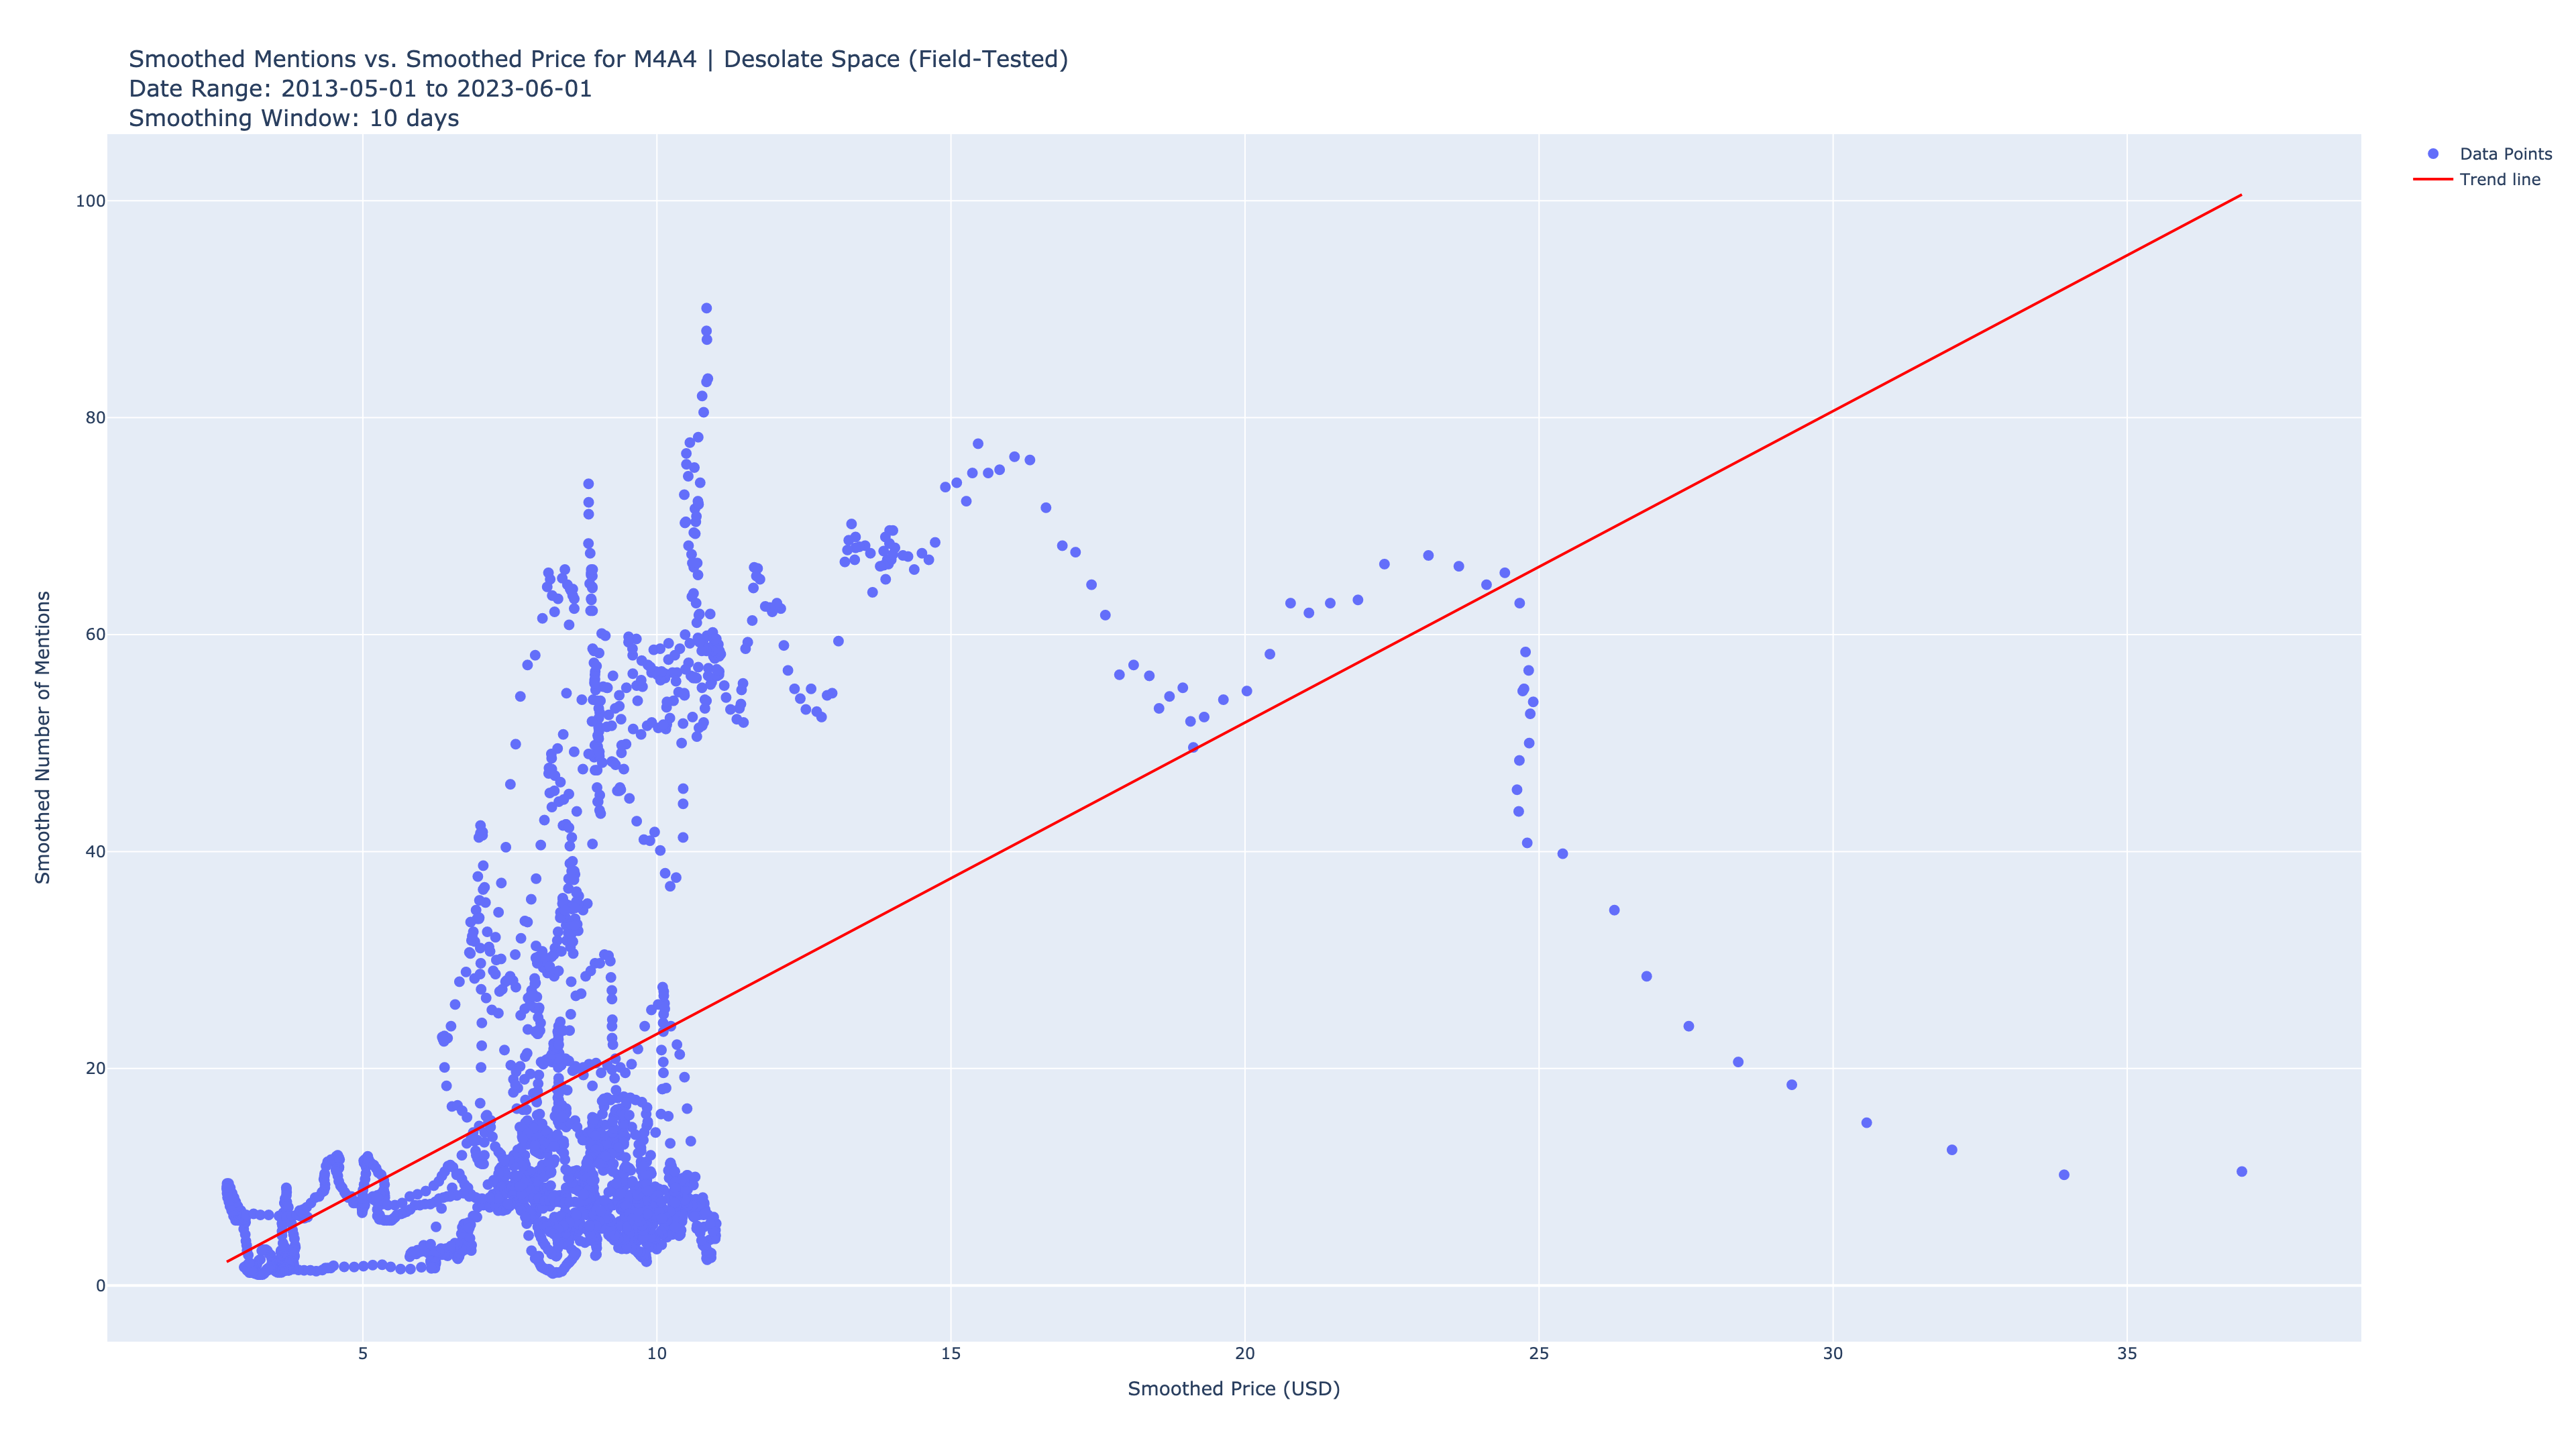 Smoothed Mentions vs. Smoothed Price for M4A4 | Desolate Space (Field-Tested)
Date Range: 2013-05-01 to 2023-06-01
Smoothing Window: 10 days
Data Points
Trend line
Smoothed Number of Mentions
100
80
60
40
20
0
5
10
15
20
25
30
35
Smoothed Price (USD)